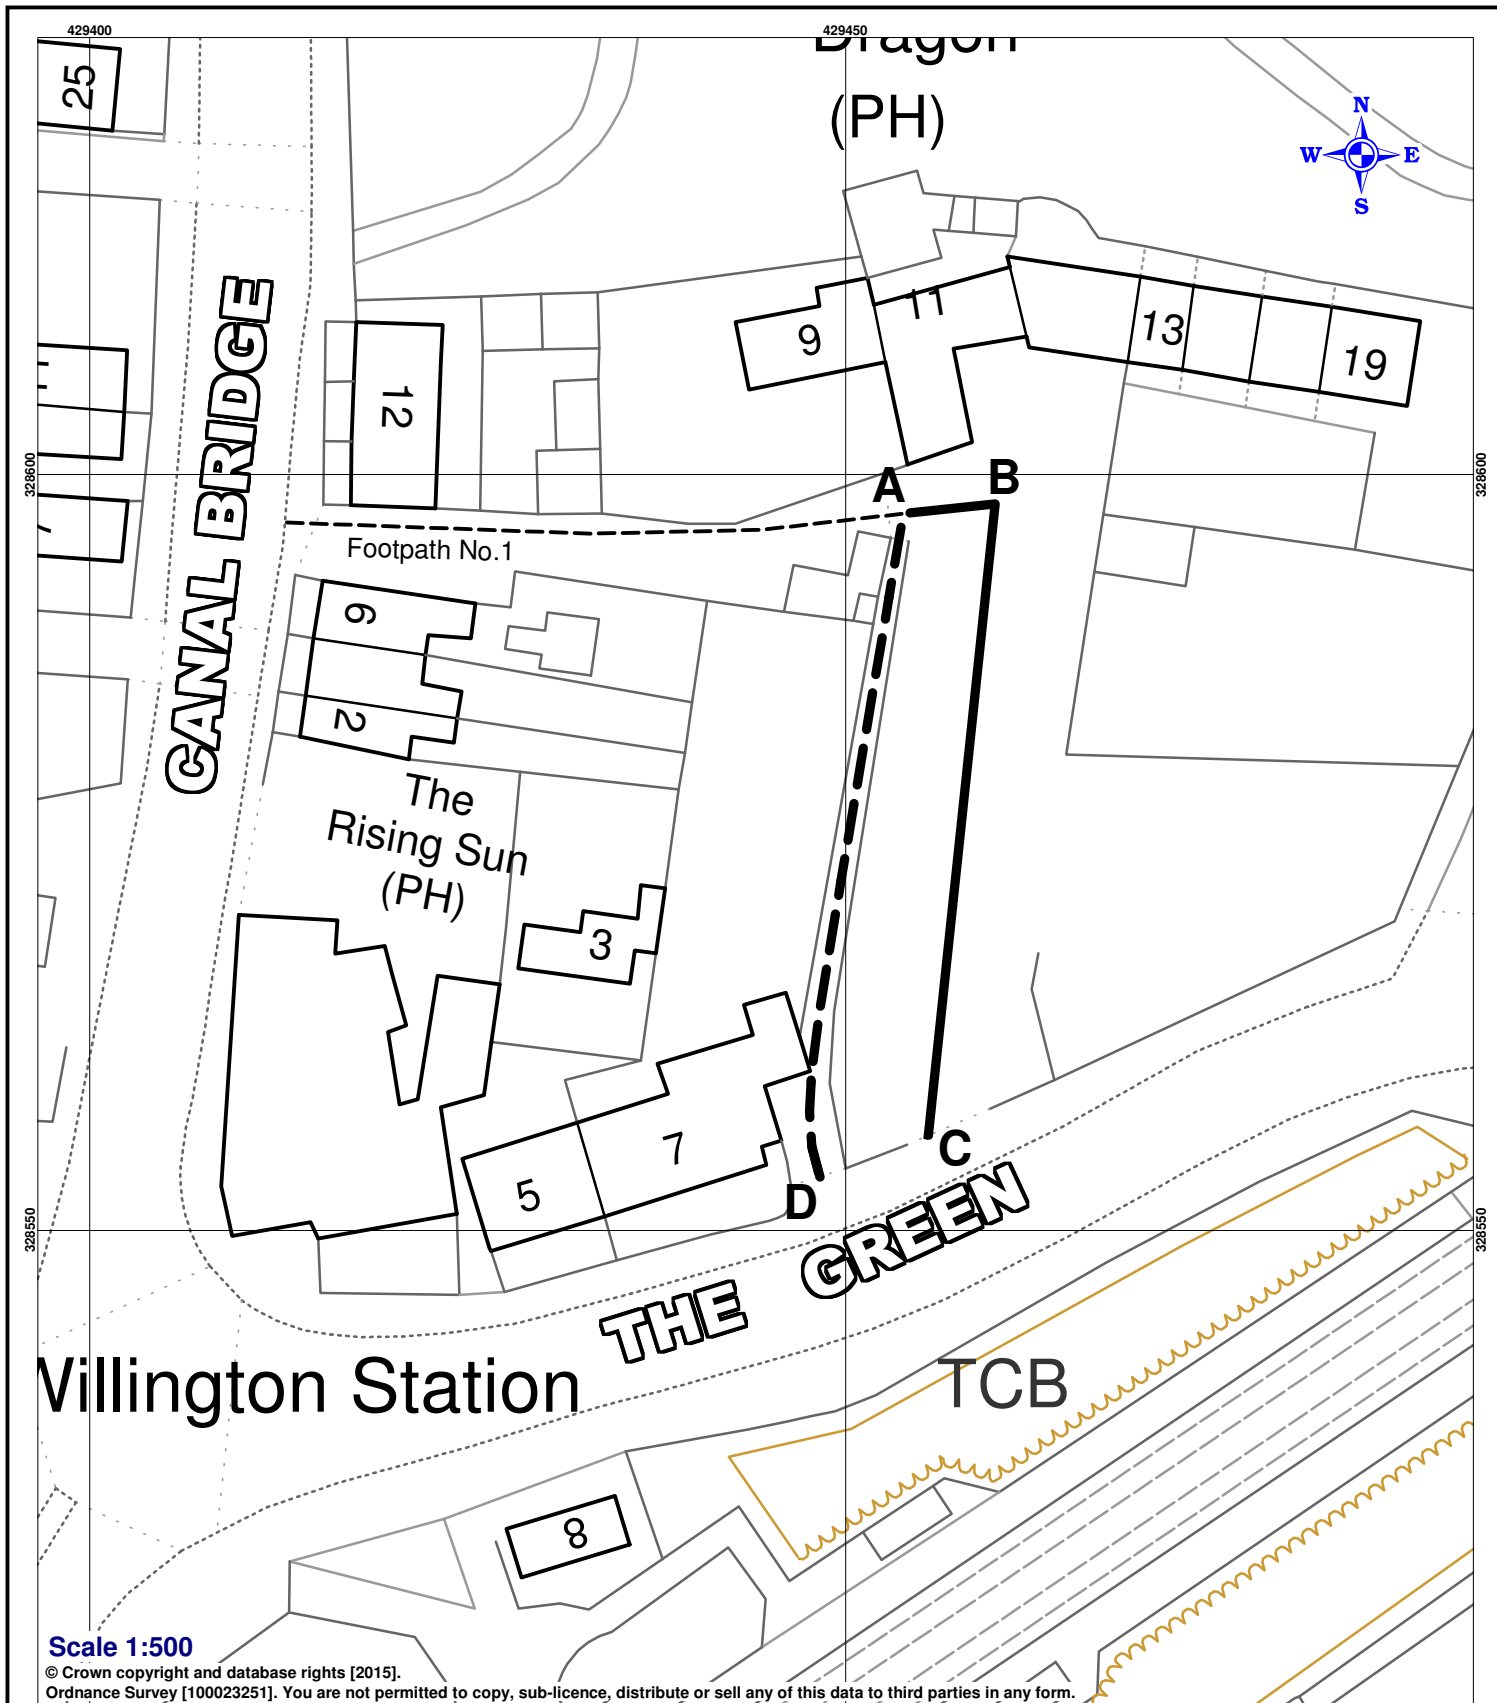 429400
429450
Dragon
(PH)
25
N
W
E
S
11
9
13
19
12
CANAL BRIDGE
328600
328600
A
B
Footpath No.1
6
2
The
Rising Sun
(PH)
3
7
5
C
D
328550
328550
THE GREEN
Willington Station
TCB
8
Scale 1:500
© Crown copyright and database rights [2015].
Ordnance Survey [100023251]. You are not permitted to copy, sub-licence, distribute or sell any of this data to third parties in any form.